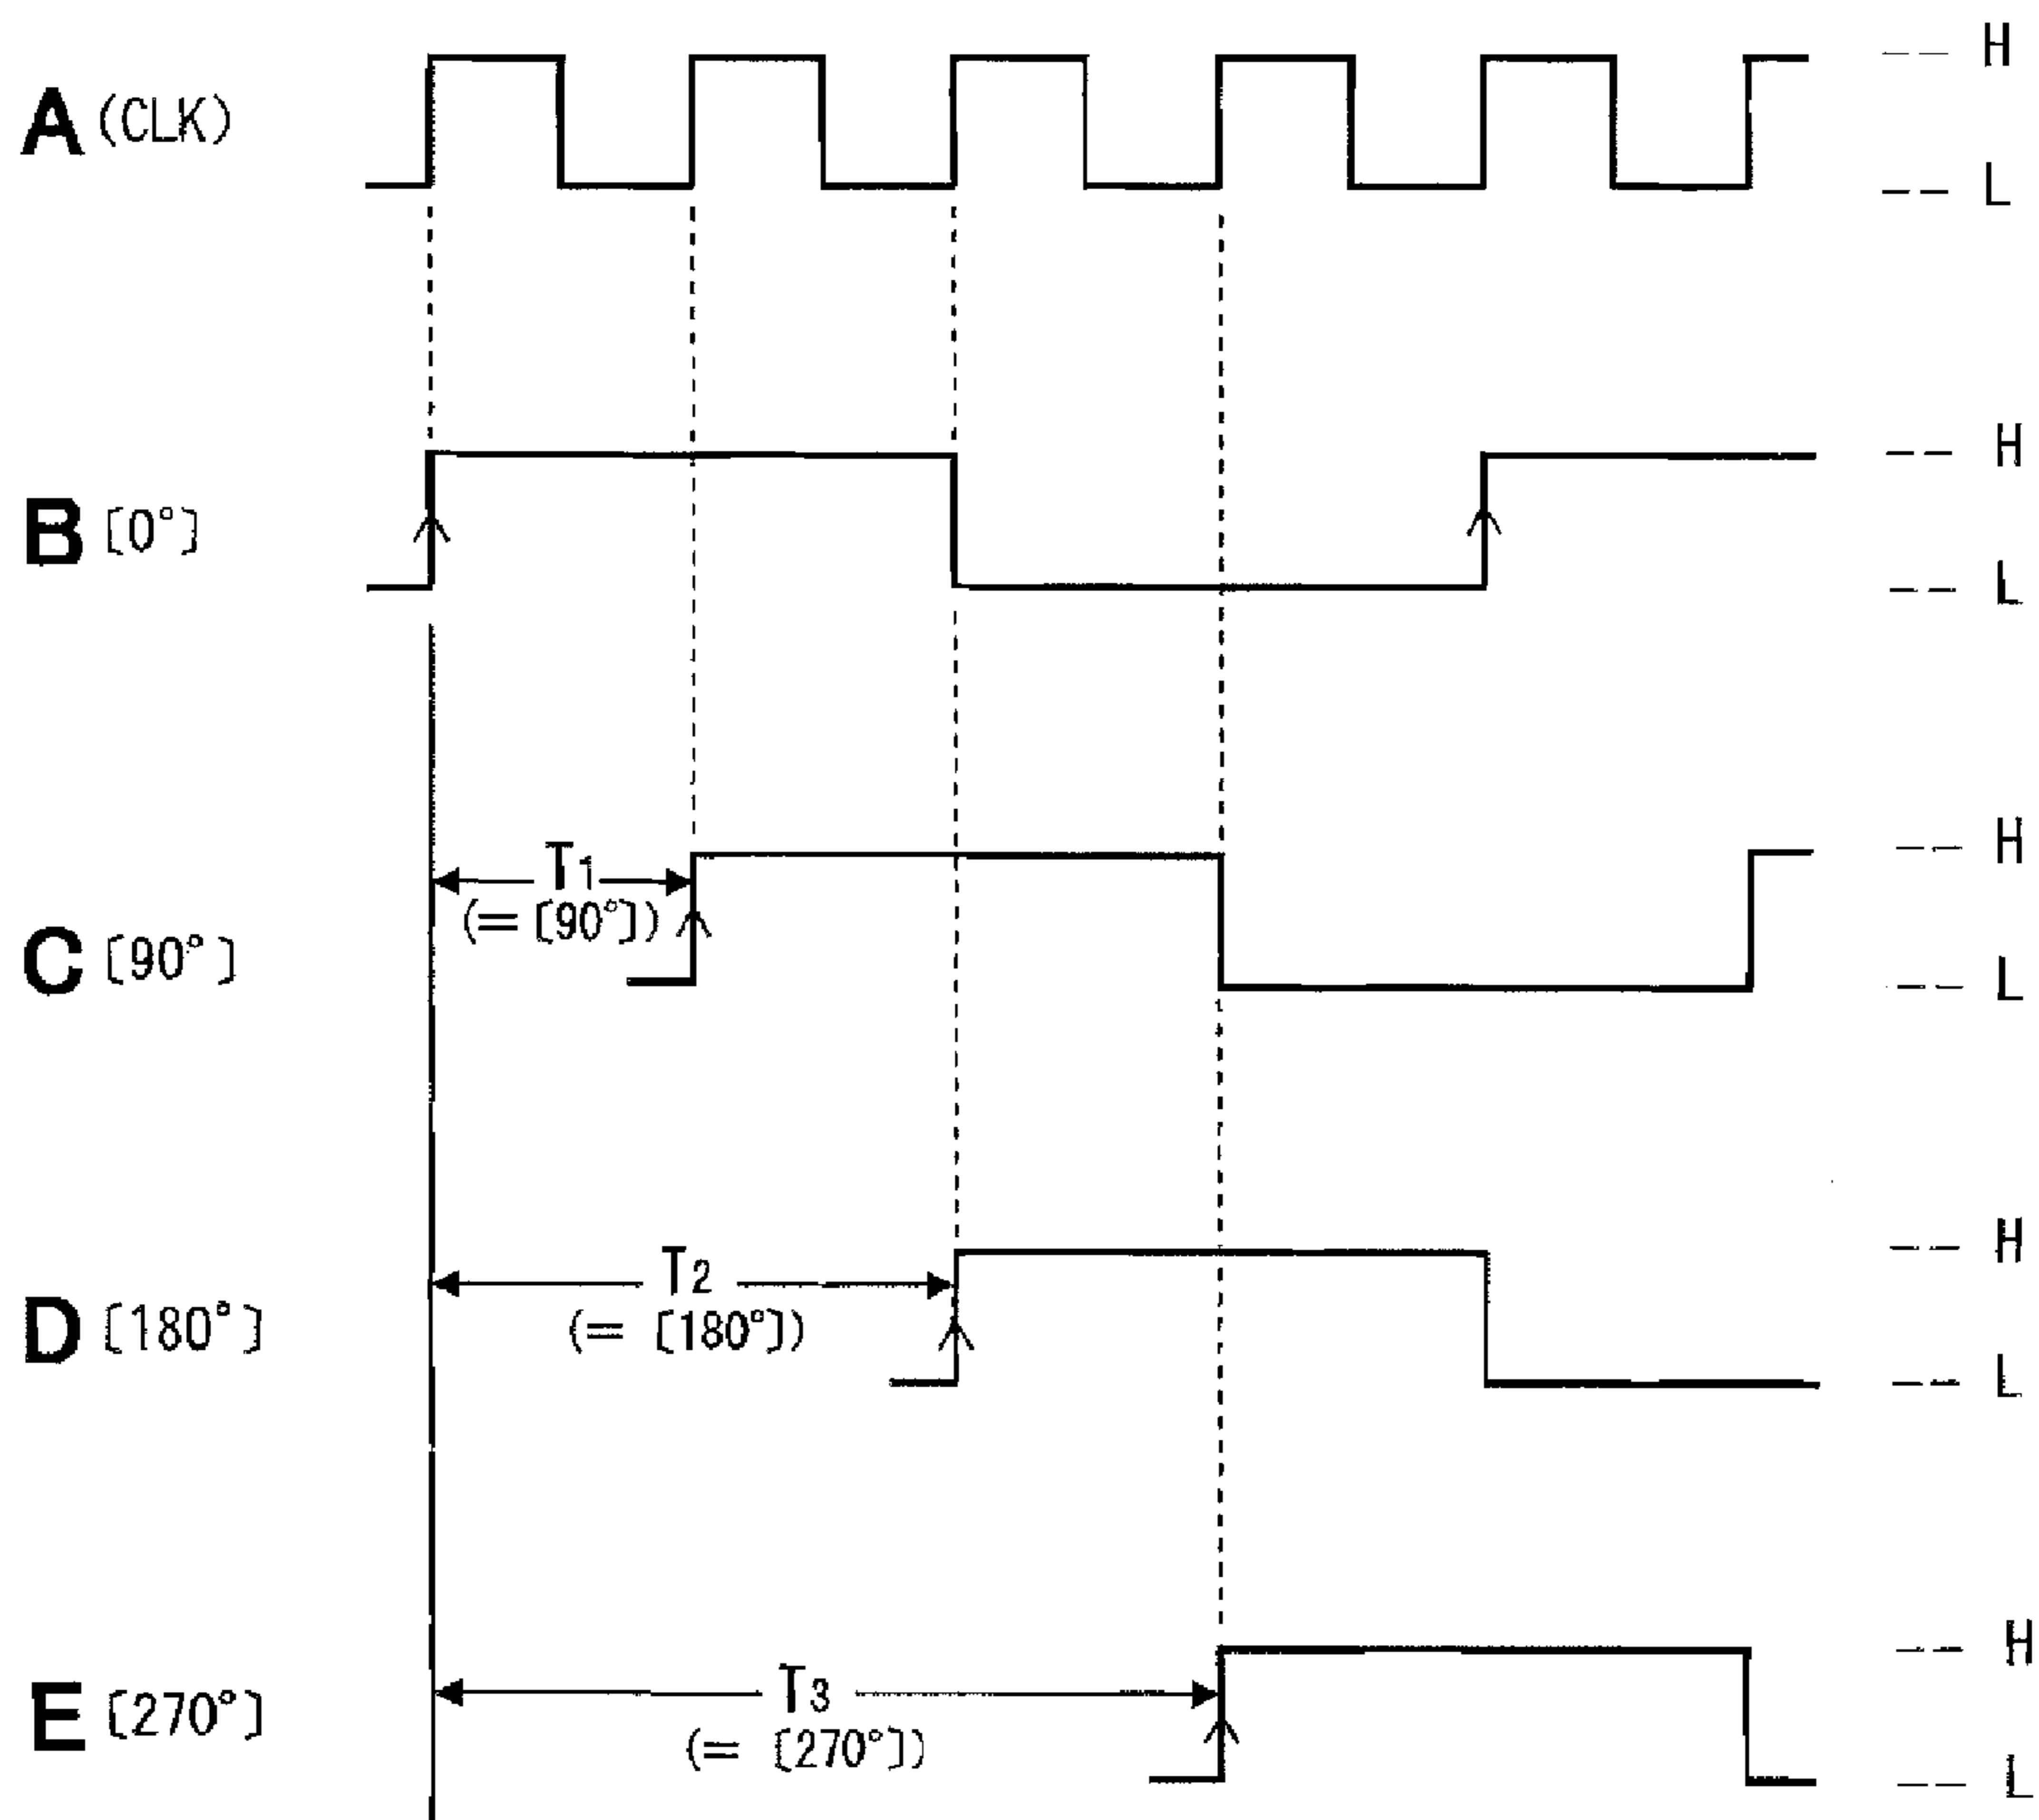 A (CLK)
H
L
B [0°]
H
L
C [90°]
T1
(= [90°])
H
L
D [180°]
T2
(= [180°])
H
L
E [270°]
T3
(= [270°])
H
L